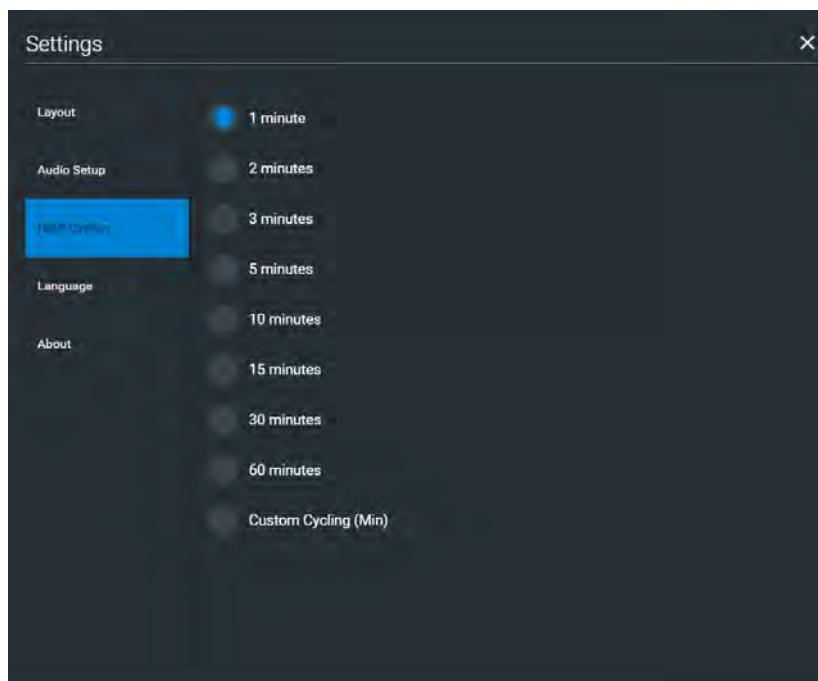 Settings
Layout
Audio Setup
Language
About
1 minute
2 minutes
3 minutes
5 minutes
10 minutes
15 minutes
30 minutes
60 minutes
Custom Cycling (Min)